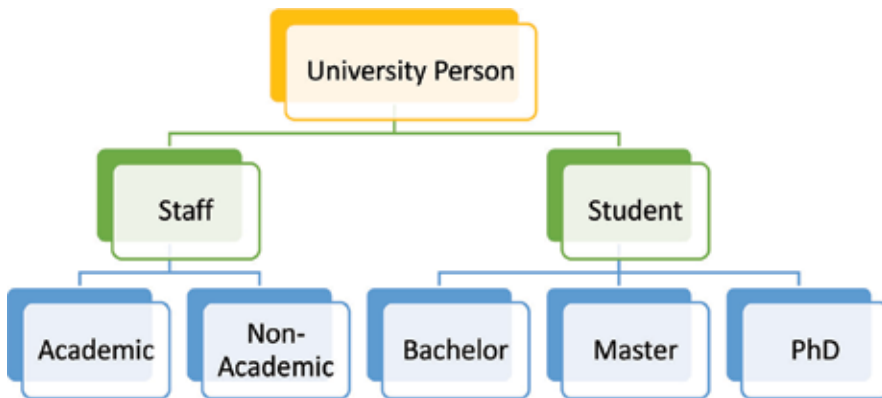 University Person
Staff
Student
Academic
Non-
Academic
Bachelor
Master
PhD